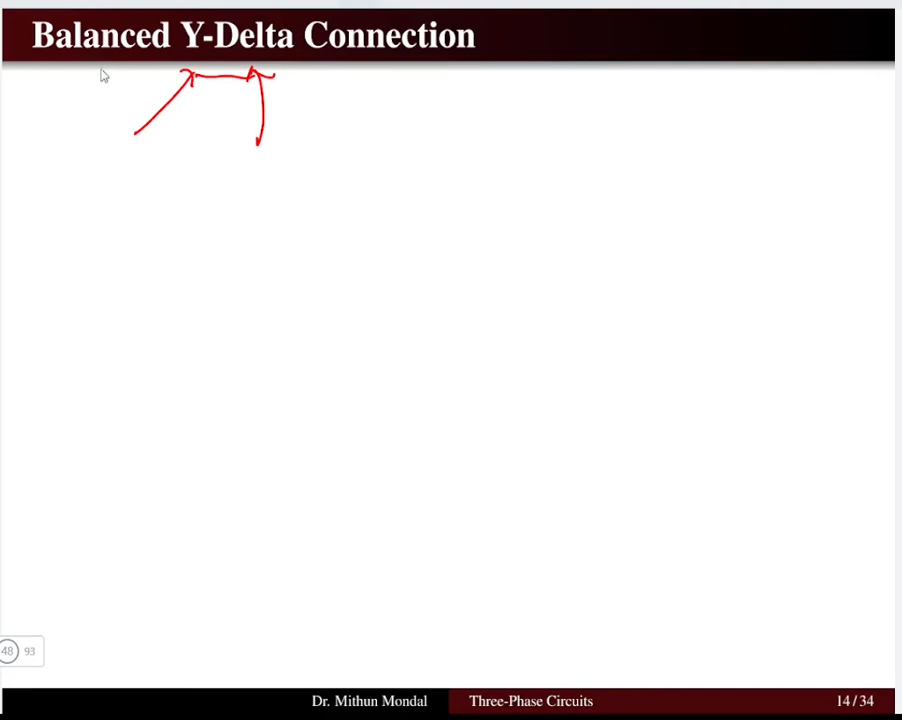 Balanced Y-Delta Connection
48 93
Dr. Mithun Mondal Three-Phase Circuits 14 / 34